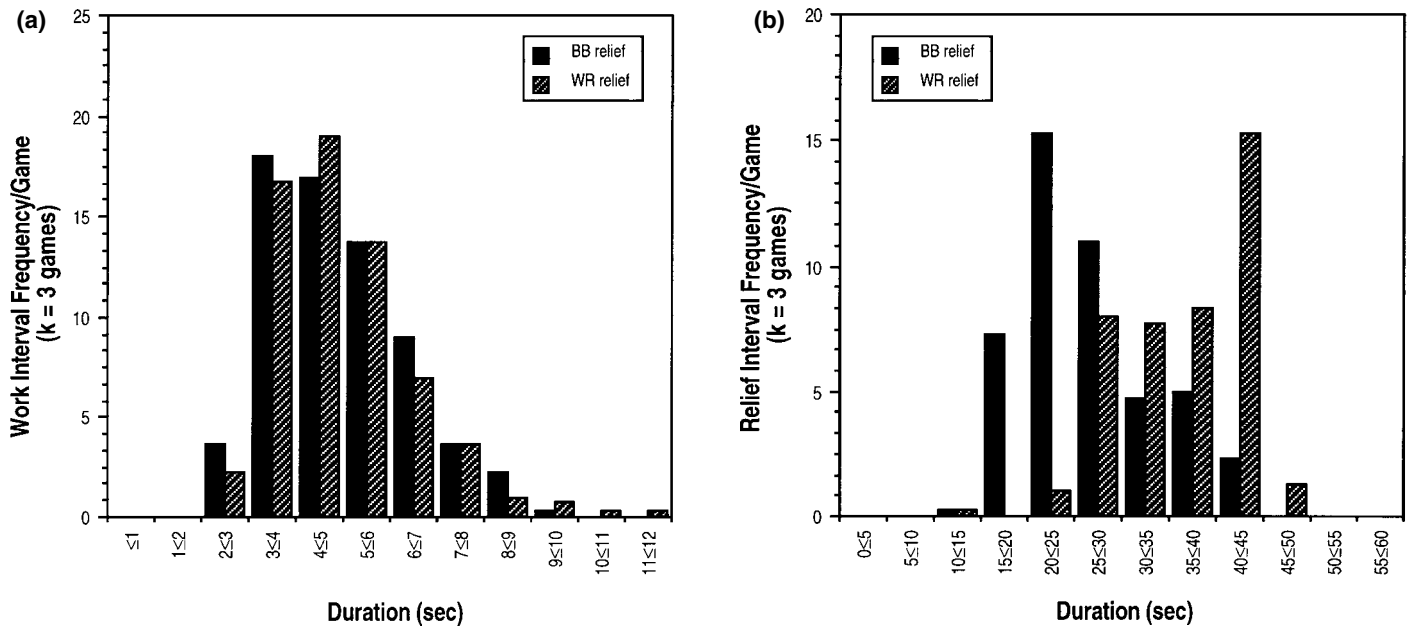 (a)
25
20
15
10
5
0
Work Interval Frequency/Game
(k = 3 games)
BB relief
WR relief
≤1
1≤2
2≤3
3≤4
4≤5
5≤6
6≤7
7≤8
8≤9
9≤10
10≤11
11≤12
Duration (sec)
(b)
20
15
10
5
0
Relief Interval Frequency/Game
(k = 3 games)
BB relief
WR relief
0≤5
5≤10
10≤15
15≤20
20≤25
25≤30
30≤35
35≤40
40≤45
45≤50
50≤55
55≤60
Duration (sec)